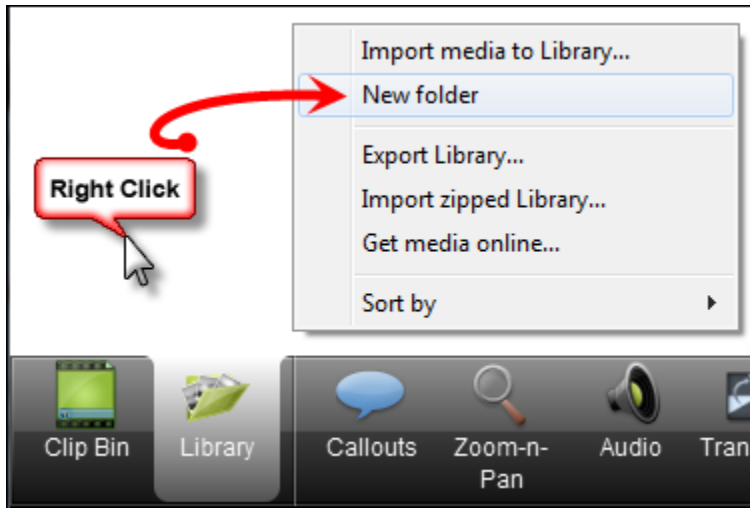 Import media to Library...
New folder
Export Library...
Import zipped Library...
Get media online...
Sort by
Right Click
Clip Bin
Library
Callouts
Zoom-n-
Pan
Audio
Tran